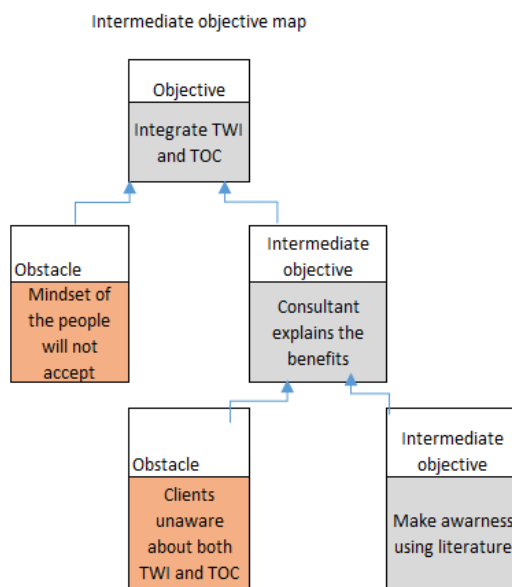 Intermediate objective map
Objective
Integrate TWI
and TOC
Obstacle
Mindset of
the people
will not
accept
Intermediate
objective
Consultant
explains the
benefits
Obstacle
Clients
unaware
about both
TWI and TOC
Intermediate
objective
Make awarness
using literature